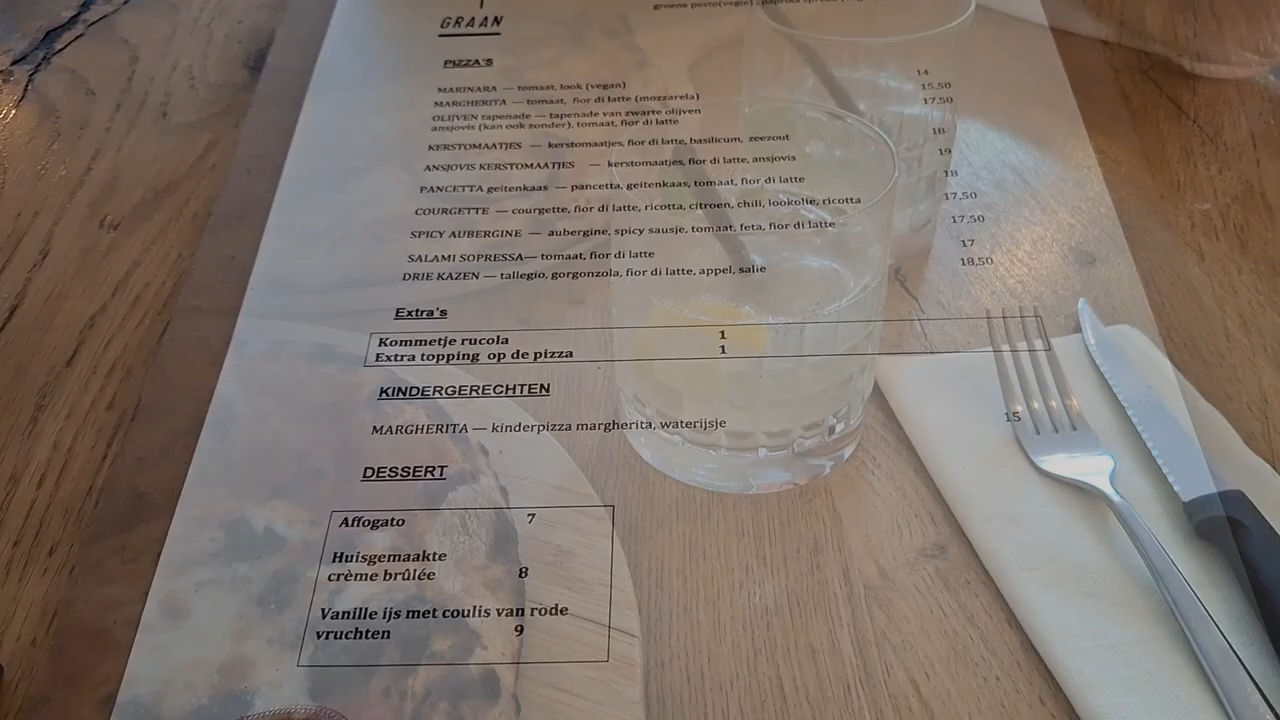 groene pesto(vegie)
GRAAN
PIZZA'S
MARINARA — tomaat, look (vegan) 14
MARGHERITA — tomaat, fior di latte (mozzarela) 15,50
OLIJVEN tapenade — tapenade van zwarte olijven 17,50
ansjovis (kan ook zonder), tomaat, fior di latte
KERSTOMAATJES — kerstomaatjes, fior di latte, basilicum, zeezout 18
ANSJOVIS KERSTOMAATJES — kerstomaatjes, fior di latte, ansjovis 19
PANCETTA geitenkaas — pancetta, geitenkaas, tomaat, fior di latte 18
COURGETTE — courgette, fior di latte, ricotta, citroen, chili, lookolie, ricotta 17,50
SPICY AUBERGINE — aubergine, spicy sausje, tomaat, feta, fior di latte 17,50
SALAMI SOPRESSA— tomaat, fior di latte 17
DRIE KAZEN — tallegio, gorgonzola, fior di latte, appel, salie 18,50
Extra's
Kommetje rucola 1
Extra topping op de pizza 1
KINDERGERECHTEN
MARGHERITA — kinderpizza margherita, waterijsje 15
DESSERT
Affogato 7
Huisgemaakte
crème brûlée 8
Vanille ijs met coulis van rode
vruchten 9